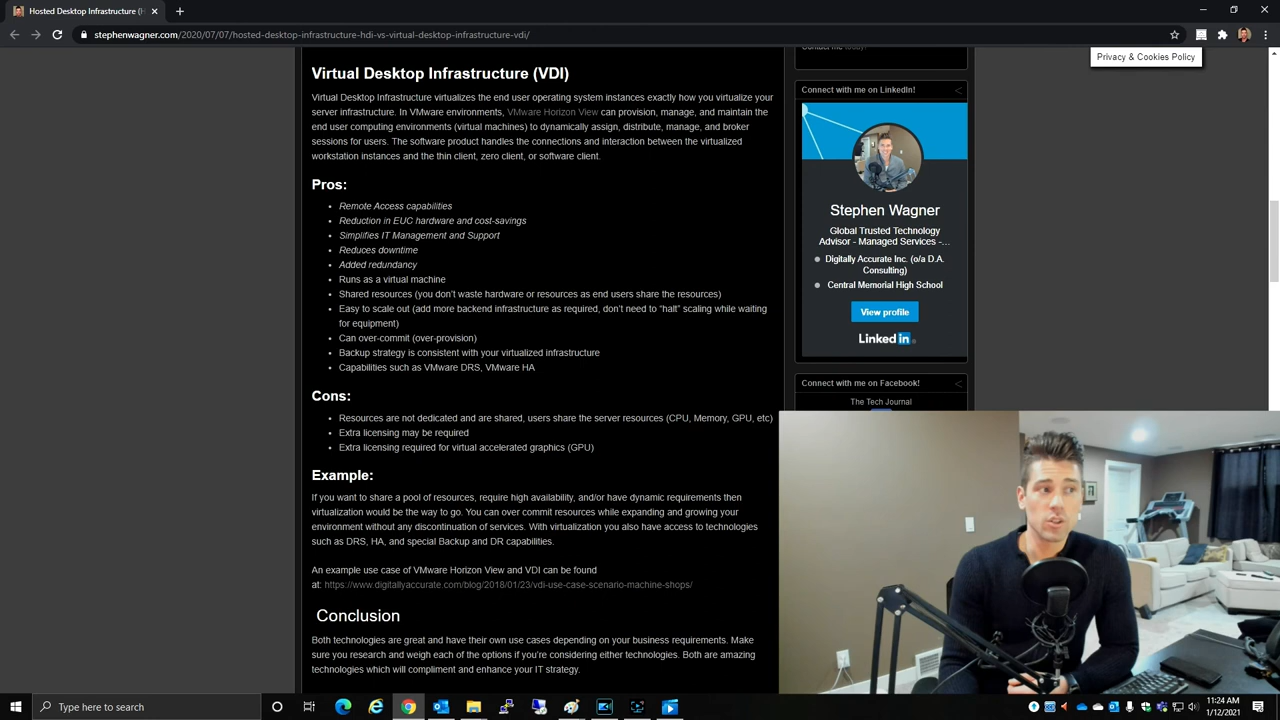 Hosted Desktop Infrastructure (H
stephenwagner.com/2020/07/07/hosted-desktop-infrastructure-hdi-vs-virtual-desktop-infrastructure-vdi/
Privacy & Cookies Policy
Virtual Desktop Infrastructure (VDI)
Virtual Desktop Infrastructure virtualizes the end user operating system instances exactly how you virtualize your
server infrastructure. In VMware environments, VMware Horizon View can provision, manage, and maintain the
end user computing environments (virtual machines) to dynamically assign, distribute, manage, and broker
sessions for users. The software product handles the connections and interaction between the virtualized
workstation instances and the thin client, zero client, or software client.
Pros:
• Remote Access capabilities
• Reduction in EUC hardware and cost-savings
• Simplifies IT Management and Support
• Reduces downtime
• Added redundancy
• Runs as a virtual machine
• Shared resources (you don't waste hardware or resources as end users share the resources)
• Easy to scale out (add more backend infrastructure as required, don't need to “halt” scaling while waiting
for equipment)
• Can over-commit (over-provision)
• Backup strategy is consistent with your virtualized infrastructure
• Capabilities such as VMware DRS, VMware HA
Cons:
• Resources are not dedicated and are shared, users share the server resources (CPU, Memory, GPU, etc)
• Extra licensing may be required
• Extra licensing required for virtual accelerated graphics (GPU)
Example:
If you want to share a pool of resources, require high availability, and/or have dynamic requirements then
virtualization would be the way to go. You can over commit resources while expanding and growing your
environment without any discontinuation of services. With virtualization you also have access to technologies
such as DRS, HA, and special Backup and DR capabilities.
An example use case of VMware Horizon View and VDI can be found
at: https://www.digitallyaccurate.com/blog/2018/01/23/vdi-use-case-scenario-machine-shops/
Conclusion
Both technologies are great and have their own use cases depending on your business requirements. Make
sure you research and weigh each of the options if you're considering either technologies. Both are amazing
technologies which will compliment and enhance your IT strategy.
Connect with me on LinkedIn!
Stephen Wagner
Global Trusted Technology
Advisor - Managed Services -...
Digitally Accurate Inc. (o/a D.A.
Consulting)
Central Memorial High School
View profile
Linked in
Connect with me on Facebook!
The Tech Journal
Type here to search
11:24 AM
1/12/2021